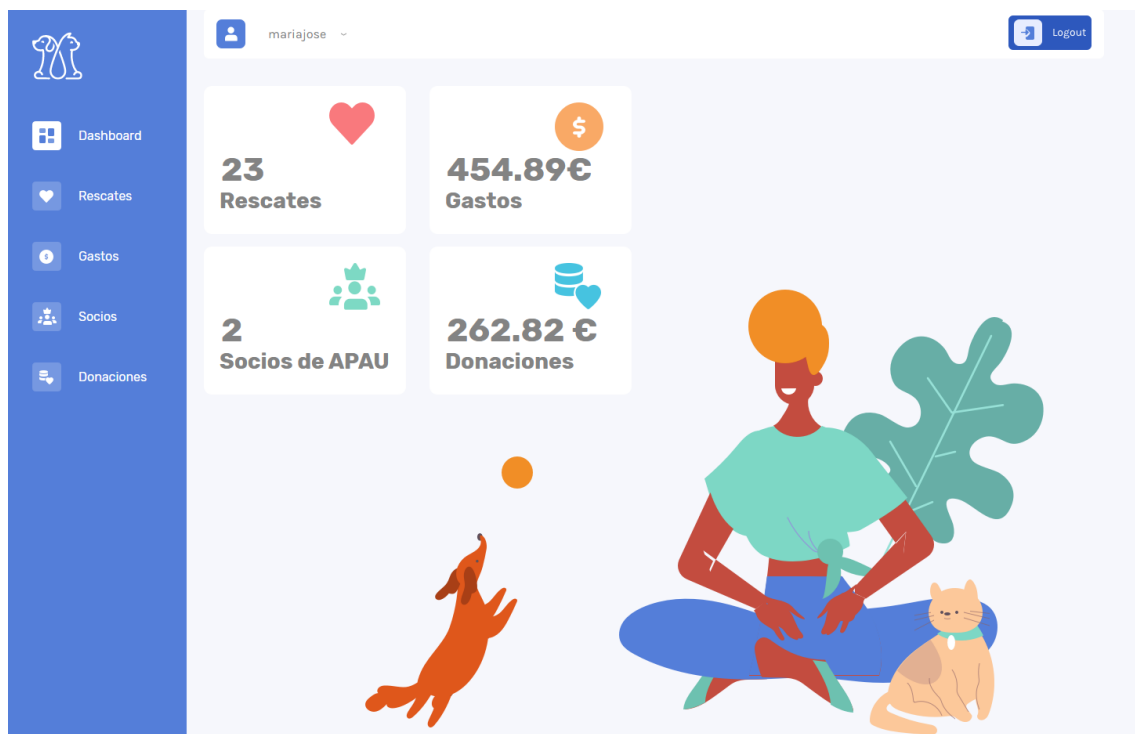 mariajose
Logout
Dashboard
Rescates
Gastos
Socios
Donaciones
23
Rescates
454.89€
Gastos
2
Socios de APAU
262.82 €
Donaciones